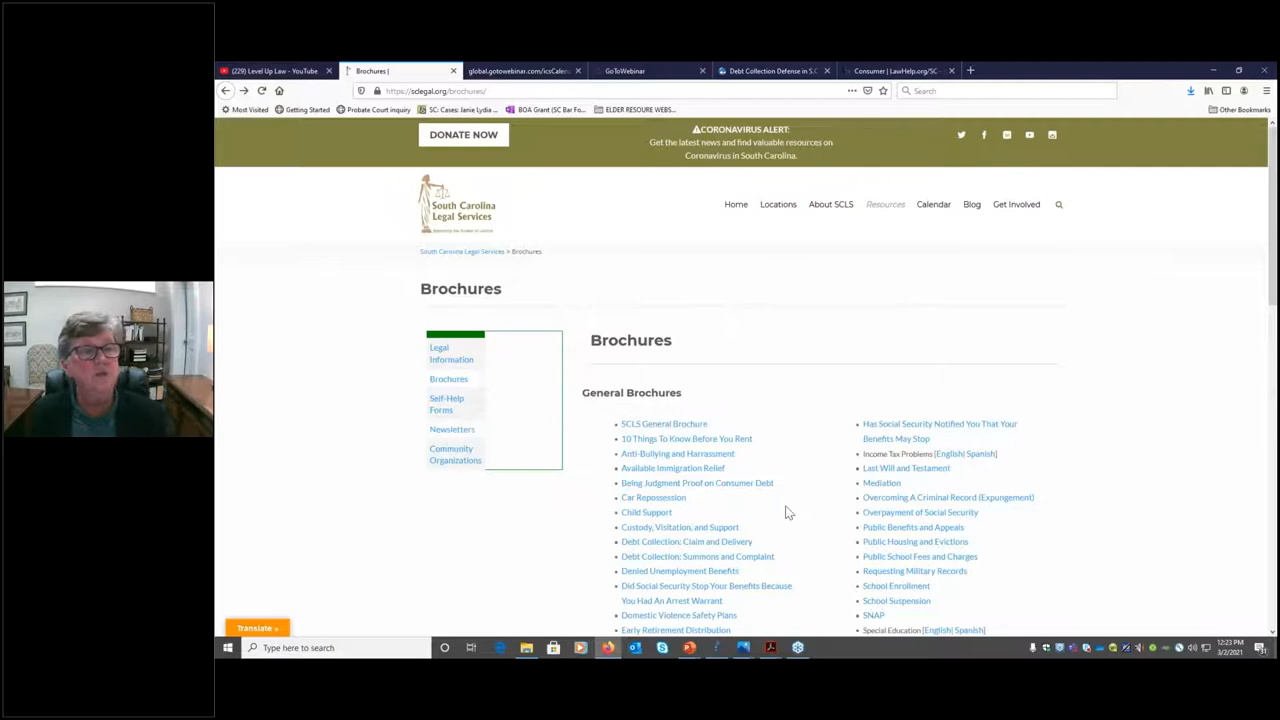 (229) Level Up Law - YouTube
Brochures |
global.gotowebinar.com/icsCalen
GoToWebinar
Debt Collection Defense in S.C
Consumer | LawHelp.org/SC -
https://sclegal.org/brochures/
Search
Most Visited
Getting Started
Probate Court inquiry
SC: Cases: Janie Lydia ...
BOA Grant (SC Bar Fo...
ELDER RESOURE WEBS...
Other Bookmarks
DONATE NOW
CORONAVIRUS ALERT:
Get the latest news and find valuable resources on
Coronavirus in South Carolina.
South Carolina
Legal Services
Home
Locations
About SCLS
Resources
Calendar
Blog
Get Involved
South Carolina Legal Services > Brochures
Brochures
Legal
Information
Brochures
Self-Help
Forms
Newsletters
Community
Organizations
Brochures
General Brochures
SCLS General Brochure
10 Things To Know Before You Rent
Anti-Bullying and Harrassment
Available Immigration Relief
Being Judgment Proof on Consumer Debt
Car Repossession
Child Support
Custody, Visitation, and Support
Debt Collection: Claim and Delivery
Debt Collection: Summons and Complaint
Denied Unemployment Benefits
Did Social Security Stop Your Benefits Because
You Had An Arrest Warrant
Domestic Violence Safety Plans
Early Retirement Distribution
Has Social Security Notified You That Your
Benefits May Stop
Income Tax Problems [English| Spanish]
Last Will and Testament
Mediation
Overcoming A Criminal Record (Expungement)
Overpayment of Social Security
Public Benefits and Appeals
Public Housing and Evictions
Public School Fees and Charges
Requesting Military Records
School Enrollment
School Suspension
SNAP
Special Education [English| Spanish]
Translate »
Type here to search
12:23 PM
3/2/2021